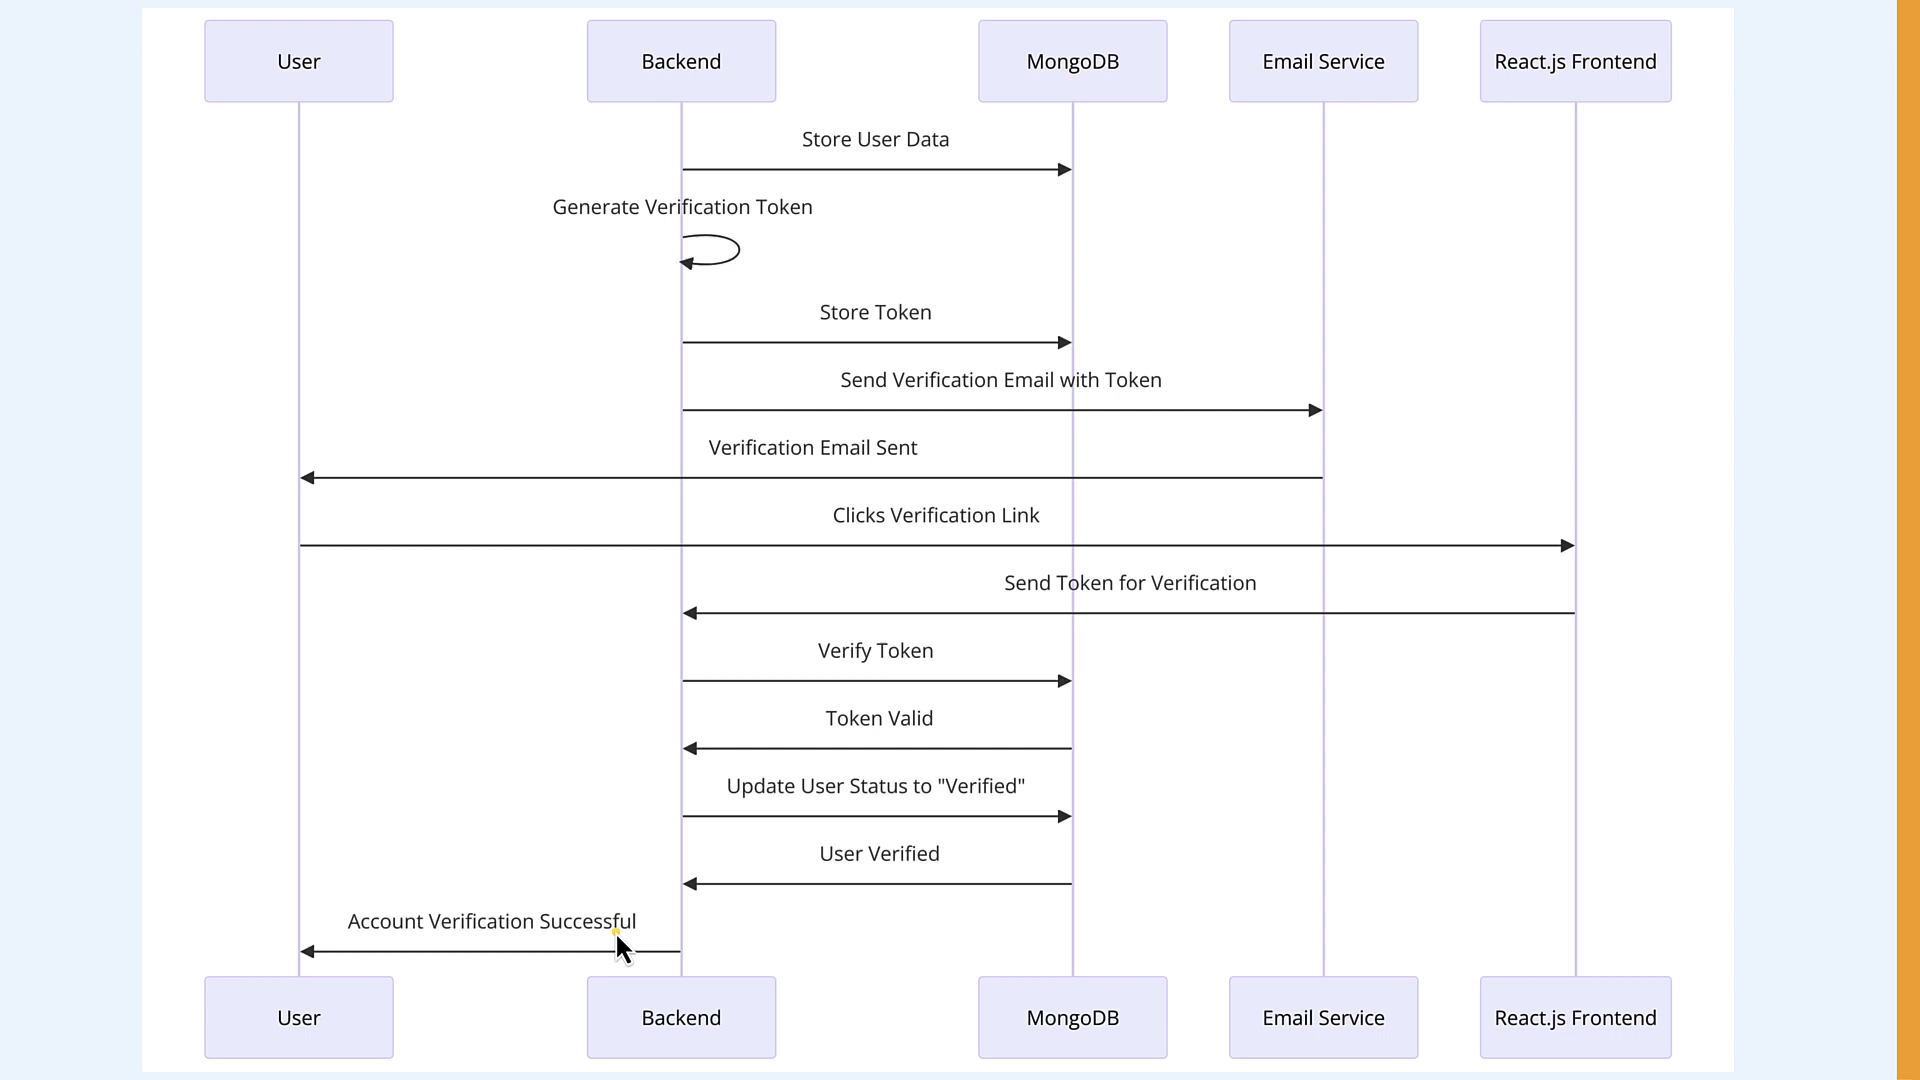 User
Backend
MongoDB
Email Service
React.js Frontend
Store User Data
Generate Verification Token
Store Token
Send Verification Email with Token
Verification Email Sent
Clicks Verification Link
Send Token for Verification
Verify Token
Token Valid
Update User Status to "Verified"
User Verified
Account Verification Successful
User
Backend
MongoDB
Email Service
React.js Frontend